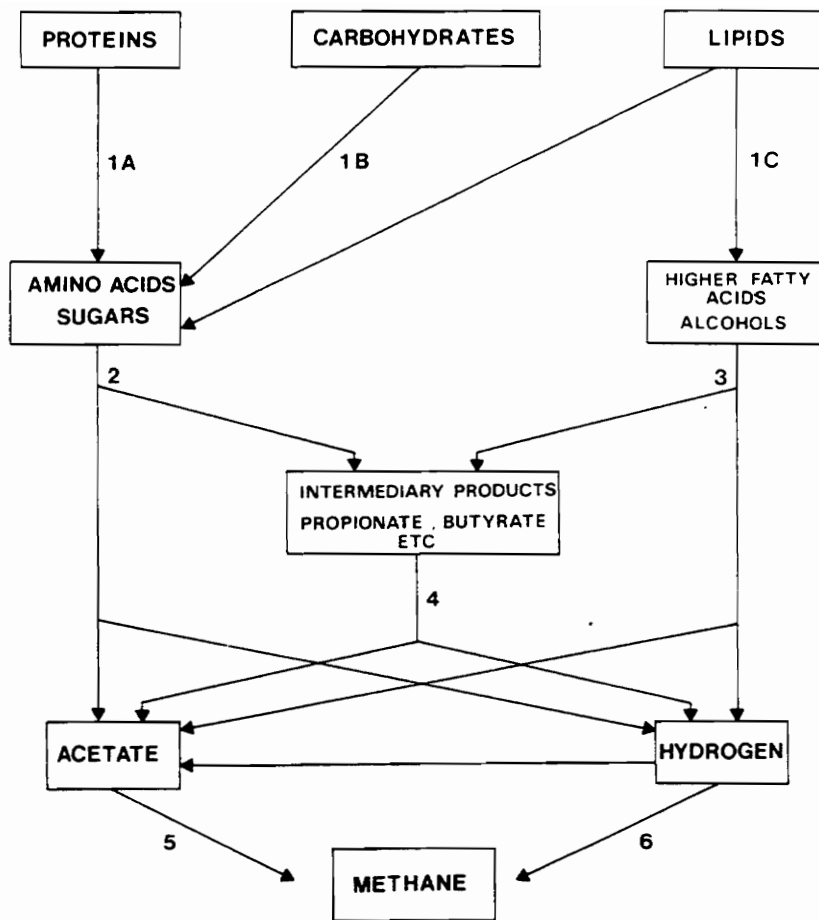 PROTEINS
CARBOHYDRATES
LIPIDS
1A
1B
1C
AMINO ACIDS
SUGARS
HIGHER FATTY
ACIDS
ALCOHOLS
2
3
INTERMEDIARY PRODUCTS
PROPIONATE , BUTYRATE
ETC
4
ACETATE
HYDROGEN
5
6
METHANE